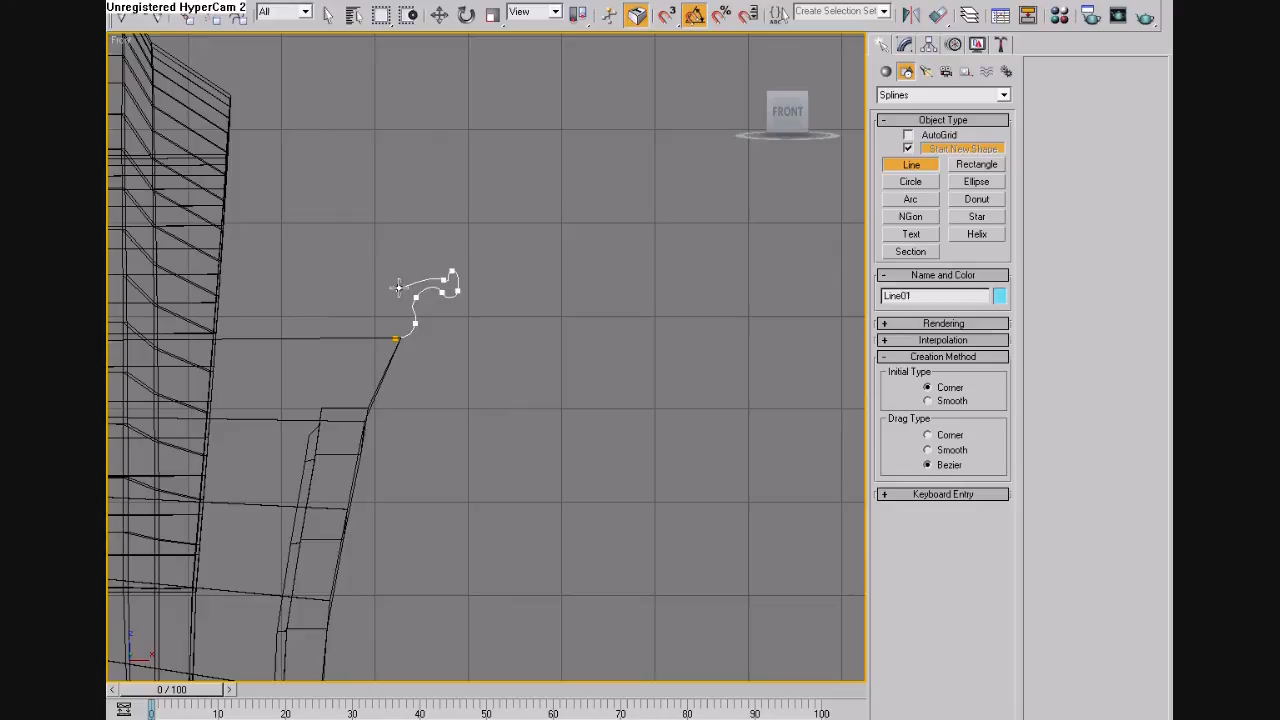 Unregistered HyperCam 2
All
View
3
Create Selection Set
Front
FRONT
Splines
- Object Type
AutoGrid
Start New Shape
Line Rectangle
Circle Ellipse
Arc Donut
NGon Star
Text Helix
Section
- Name and Color
Line01
+ Rendering
+ Interpolation
- Creation Method
Initial Type
Corner
Smooth
Drag Type
Corner
Smooth
Bezier
+ Keyboard Entry
z
x
< 0 / 100 >
0 10 20 30 40 50 60 70 80 90 100